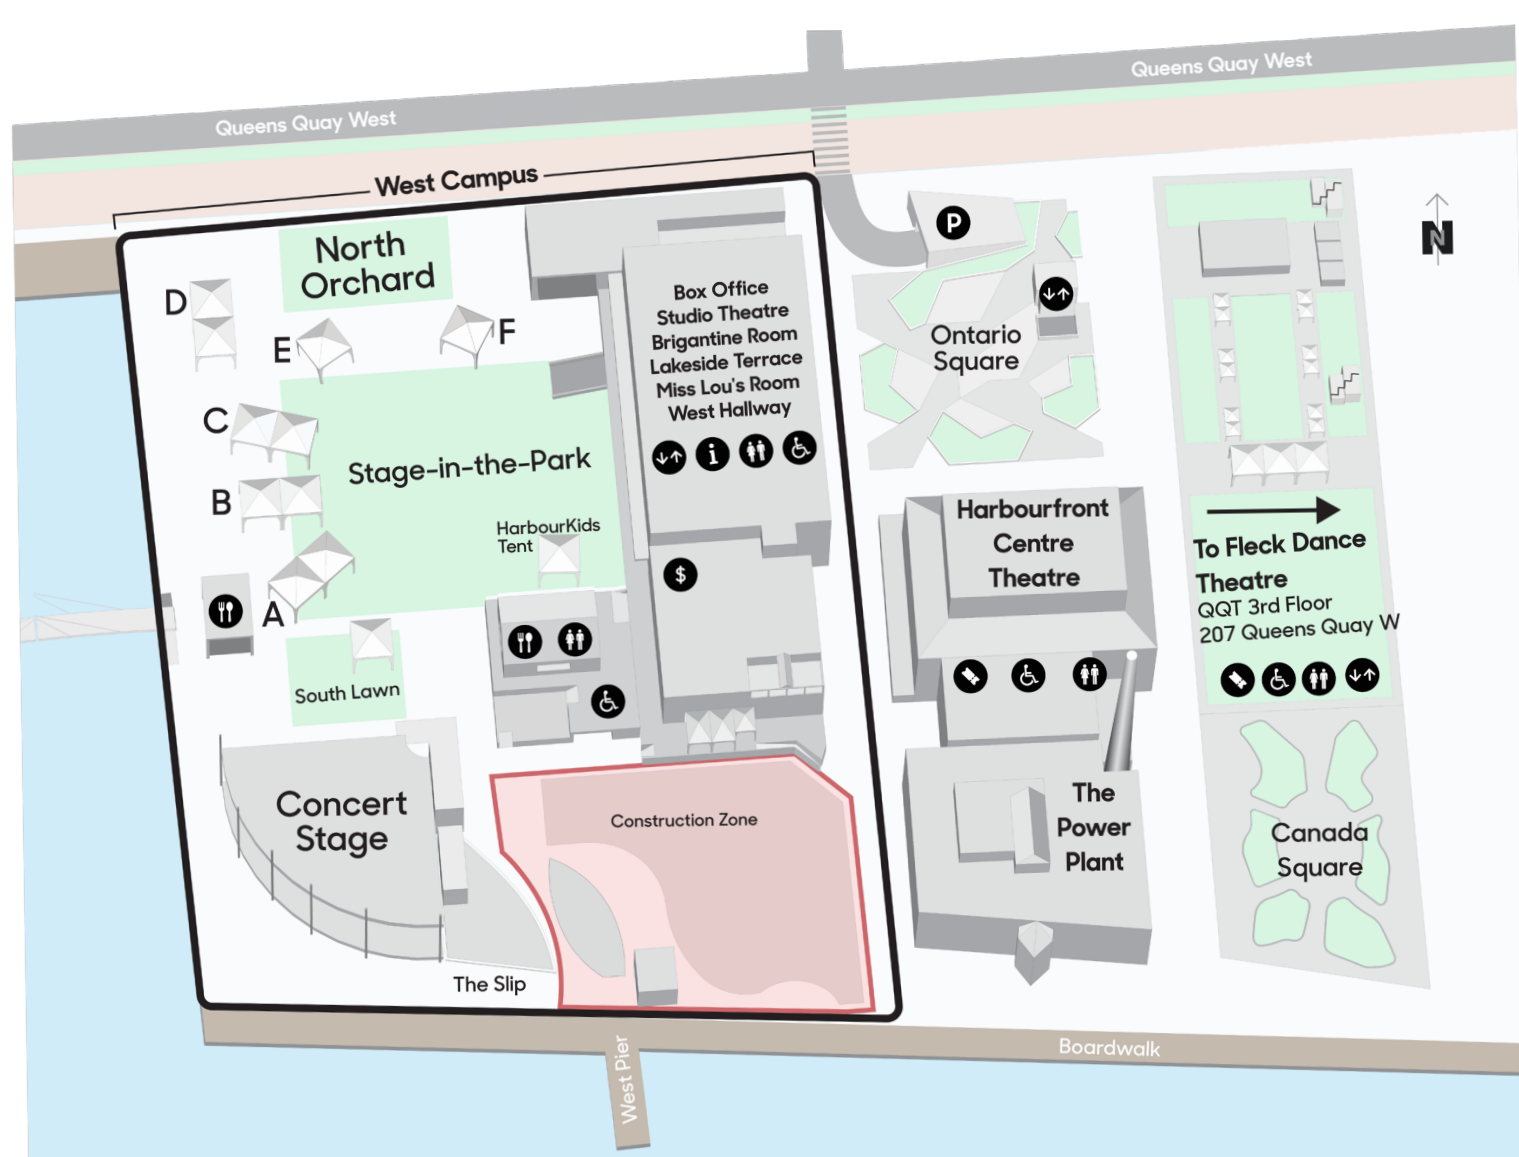 Queens Quay West
Queens Quay West
West Campus
North
Orchard
D
E
F
C
B
A
Stage-in-the-Park
HarbourKids
Tent
South Lawn
Concert
Stage
The Slip
Box Office
Studio Theatre
Brigantine Room
Lakeside Terrace
Miss Lou's Room
West Hallway
i
$
Construction Zone
P
Ontario
Square
Harbourfront
Centre
Theatre
The
Power
Plant
N
To Fleck Dance
Theatre
QQT 3rd Floor
207 Queens Quay W
Canada
Square
West Pier
Boardwalk